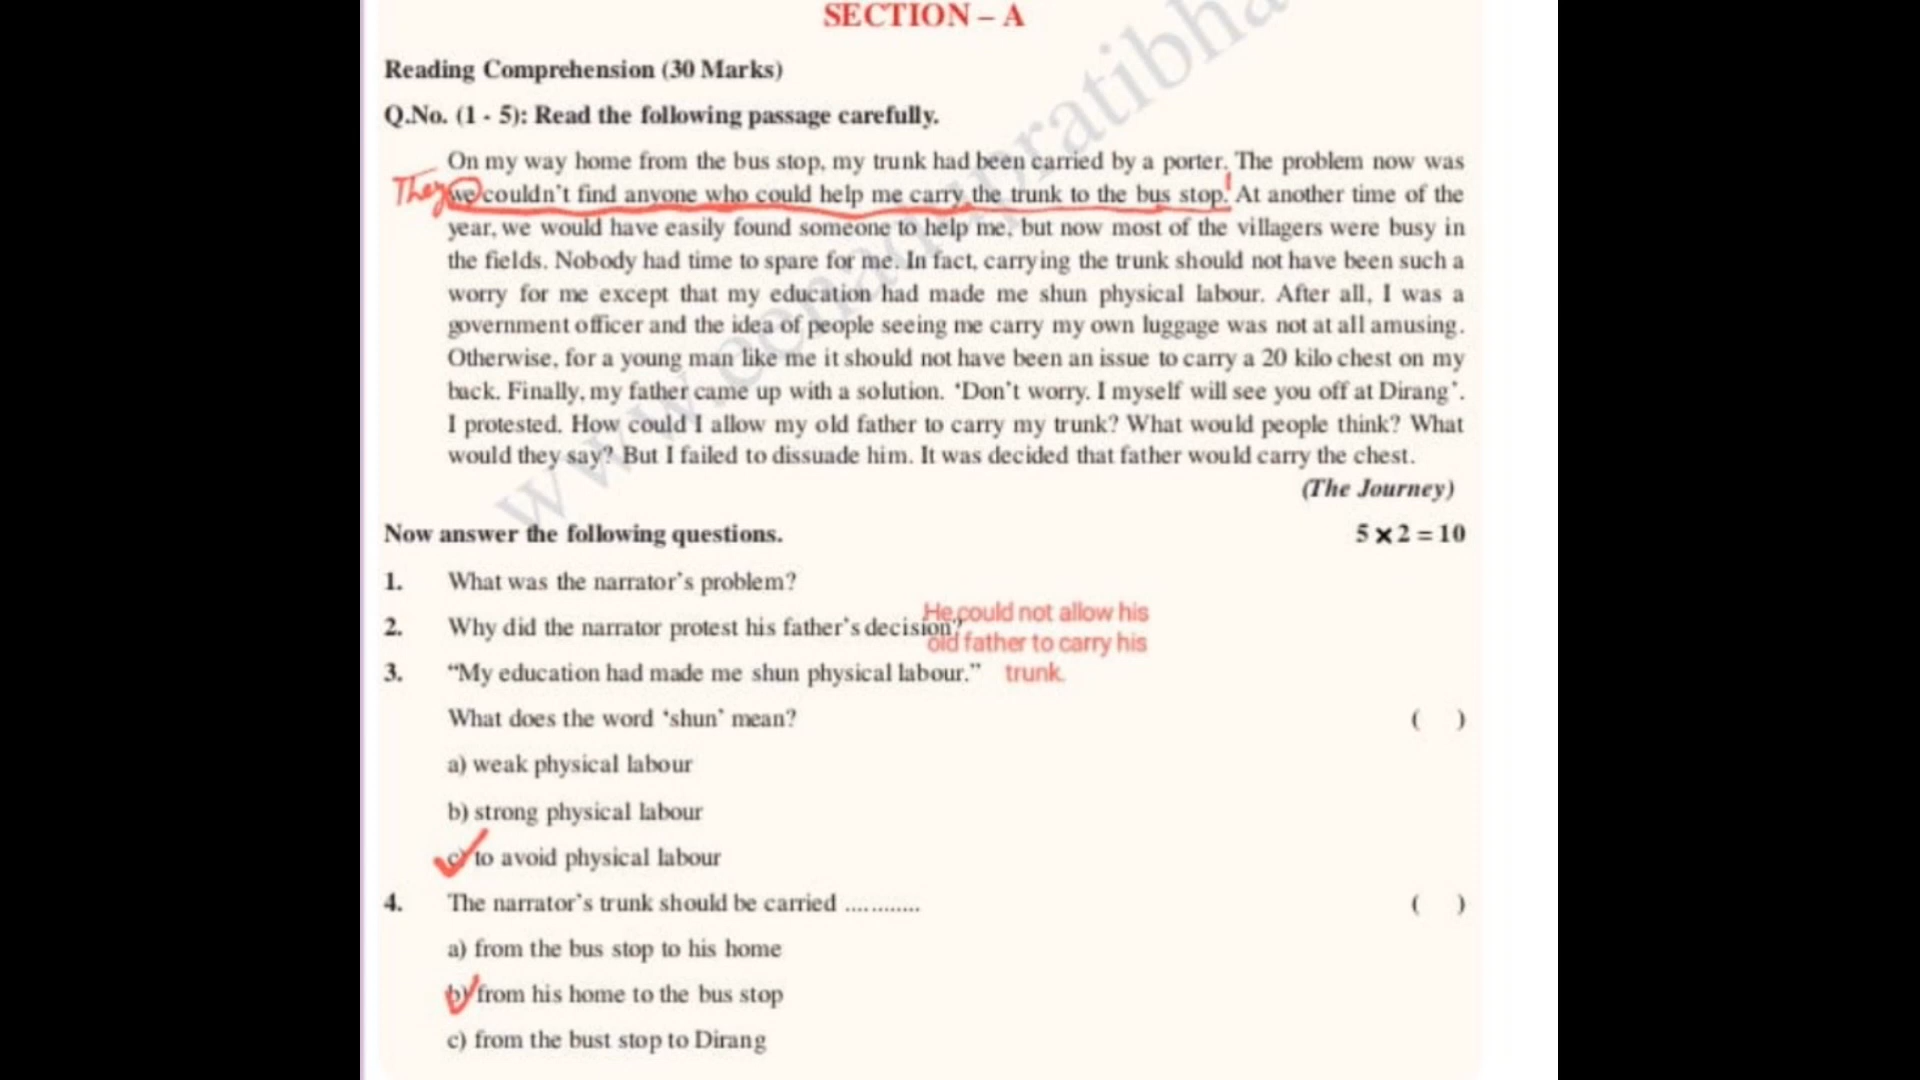 SECTION – A
Reading Comprehension (30 Marks)
Q.No. (1 - 5): Read the following passage carefully.
On my way home from the bus stop, my trunk had been carried by a porter. The problem now was
They we couldn't find anyone who could help me carry the trunk to the bus stop. At another time of the
year, we would have easily found someone to help me, but now most of the villagers were busy in
the fields. Nobody had time to spare for me. In fact, carrying the trunk should not have been such a
worry for me except that my education had made me shun physical labour. After all, I was a
government officer and the idea of people seeing me carry my own luggage was not at all amusing.
Otherwise, for a young man like me it should not have been an issue to carry a 20 kilo chest on my
back. Finally, my father came up with a solution. 'Don't worry. I myself will see you off at Dirang'.
I protested. How could I allow my old father to carry my trunk? What would people think? What
would they say? But I failed to dissuade him. It was decided that father would carry the chest.
(The Journey)
Now answer the following questions. 5 × 2 = 10
1. What was the narrator's problem?
He could not allow his
2. Why did the narrator protest his father's decision?
old father to carry his
3. "My education had made me shun physical labour." trunk.
What does the word 'shun' mean? ( )
a) weak physical labour
b) strong physical labour
c) to avoid physical labour
4. The narrator's trunk should be carried ............ ( )
a) from the bus stop to his home
b) from his home to the bus stop
c) from the bust stop to Dirang